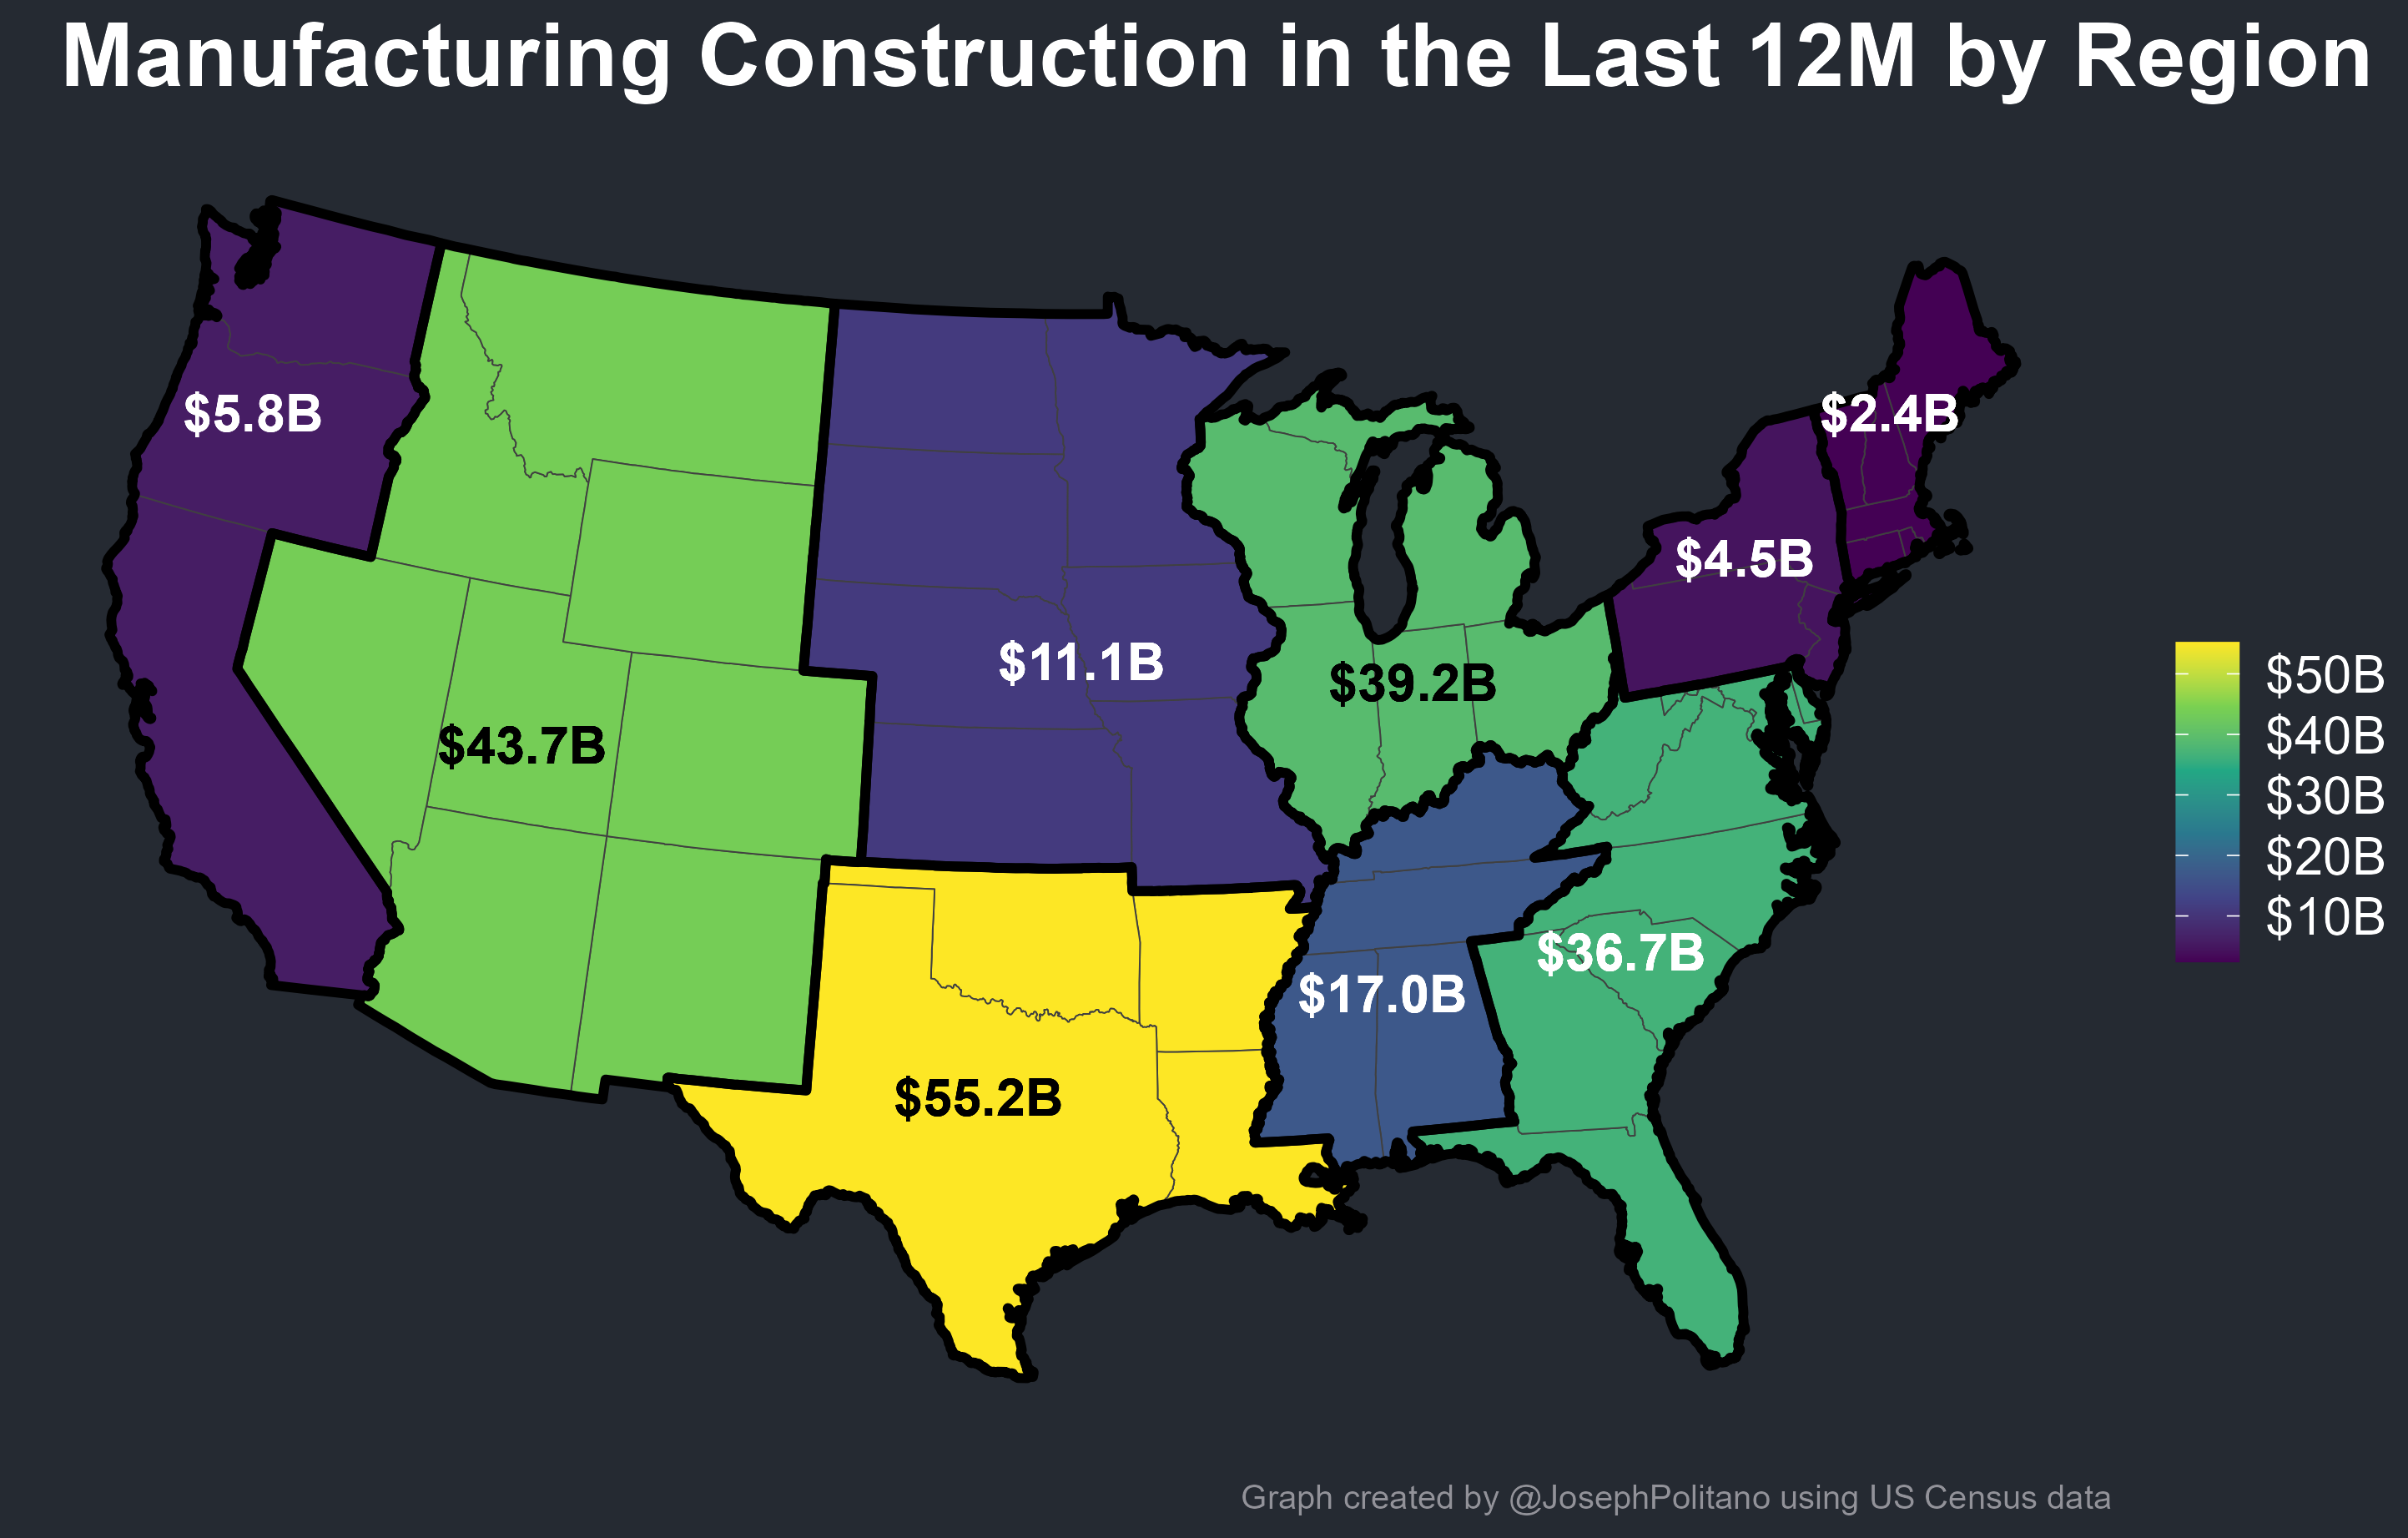 Manufacturing Construction in the Last 12M by Region
$5.8B
$2.4B
$4.5B
$11.1B
$39.2B
$43.7B
$36.7B
$17.0B
$55.2B
$50B
$40B
$30B
$20B
$10B
Graph created by @JosephPolitano using US Census data